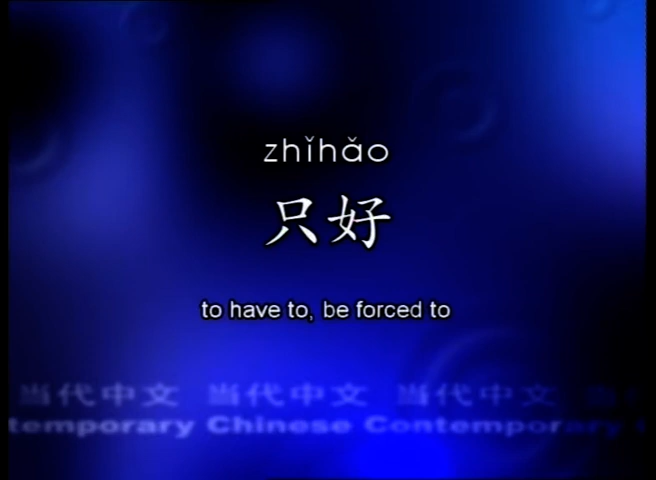 zhǐhǎo
只好
to have to, be forced to
当代中文 当代中文 当代中文
temporary Chinese Contemporary